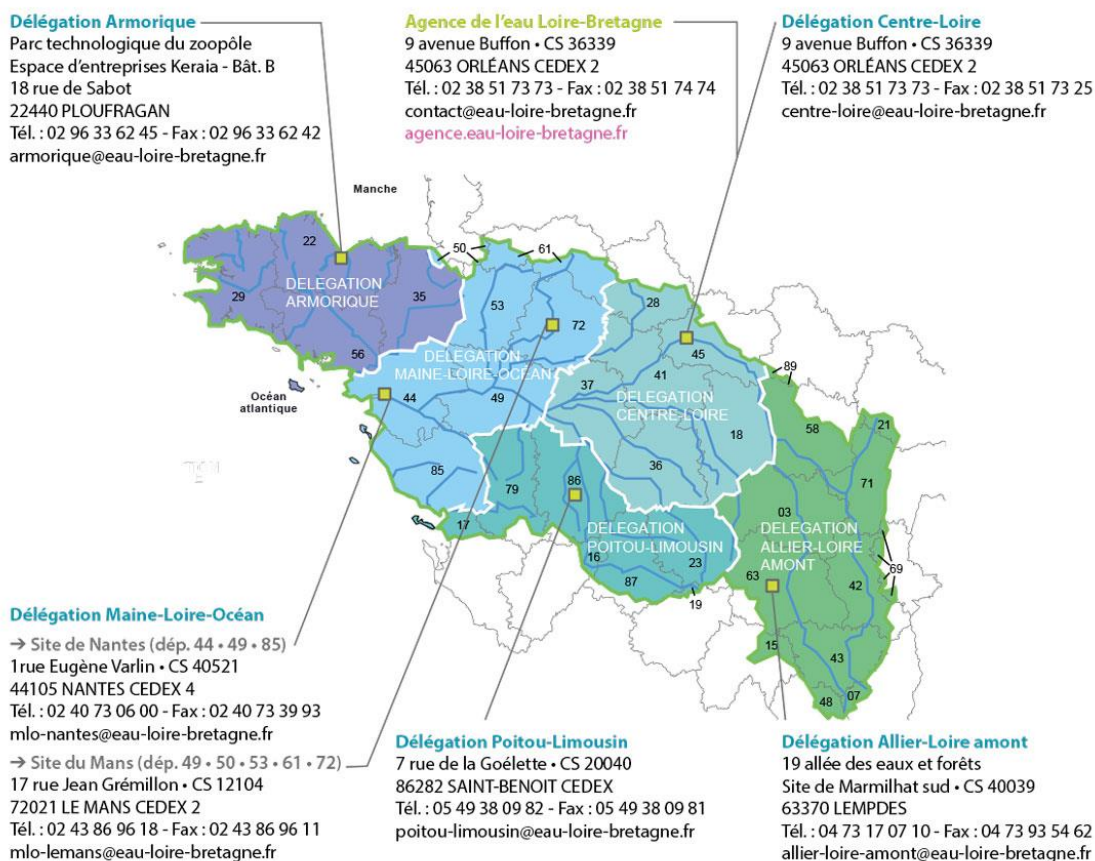 Délégation Armorique
Parc technologique du zoopôle
Espace d'entreprises Keraia - Bât. B
18 rue de Sabot
22440 PLOUFRAGAN
Tél. : 02 96 33 62 45 - Fax : 02 96 33 62 42
armorique@eau-loire-bretagne.fr
Agence de l'eau Loire-Bretagne
9 avenue Buffon • CS 36339
45063 ORLÉANS CEDEX 2
Tél. : 02 38 51 73 73 - Fax : 02 38 51 74 74
contact@eau-loire-bretagne.fr
agence.eau-loire-bretagne.fr
Délégation Centre-Loire
9 avenue Buffon • CS 36339
45063 ORLÉANS CEDEX 2
Tél. : 02 38 51 73 73 - Fax : 02 38 51 73 25
centre-loire@eau-loire-bretagne.fr
Manche
50
61
22
DELEGATION
ARMORIQUE
29
35
56
53
72
28
45
41
89
DELEGATION
MAINE-LOIRE-OCEAN
Océan
atlantique
44
49
37
DELEGATION
CENTRE-LOIRE
18
58
21
85
79
86
36
71
03
17
DELEGATION
POITOU-LIMOUSIN
16
23
87
19
DELEGATION
ALLIER-LOIRE
AMONT
63
42
69
15
43
48
07
Délégation Maine-Loire-Océan
→ Site de Nantes (dép. 44 • 49 • 85)
1rue Eugène Varlin • CS 40521
44105 NANTES CEDEX 4
Tél. : 02 40 73 06 00 - Fax : 02 40 73 39 93
mlo-nantes@eau-loire-bretagne.fr
→ Site du Mans (dép. 49 • 50 • 53 • 61 • 72)
17 rue Jean Grémillon • CS 12104
72021 LE MANS CEDEX 2
Tél. : 02 43 86 96 18 - Fax : 02 43 86 96 11
mlo-lemans@eau-loire-bretagne.fr
Délégation Poitou-Limousin
7 rue de la Goélette • CS 20040
86282 SAINT-BENOIT CEDEX
Tél. : 05 49 38 09 82 - Fax : 05 49 38 09 81
poitou-limousin@eau-loire-bretagne.fr
Délégation Allier-Loire amont
19 allée des eaux et forêts
Site de Marmilhat sud • CS 40039
63370 LEMPDES
Tél. : 04 73 17 07 10 - Fax : 04 73 93 54 62
allier-loire-amont@eau-loire-bretagne.fr